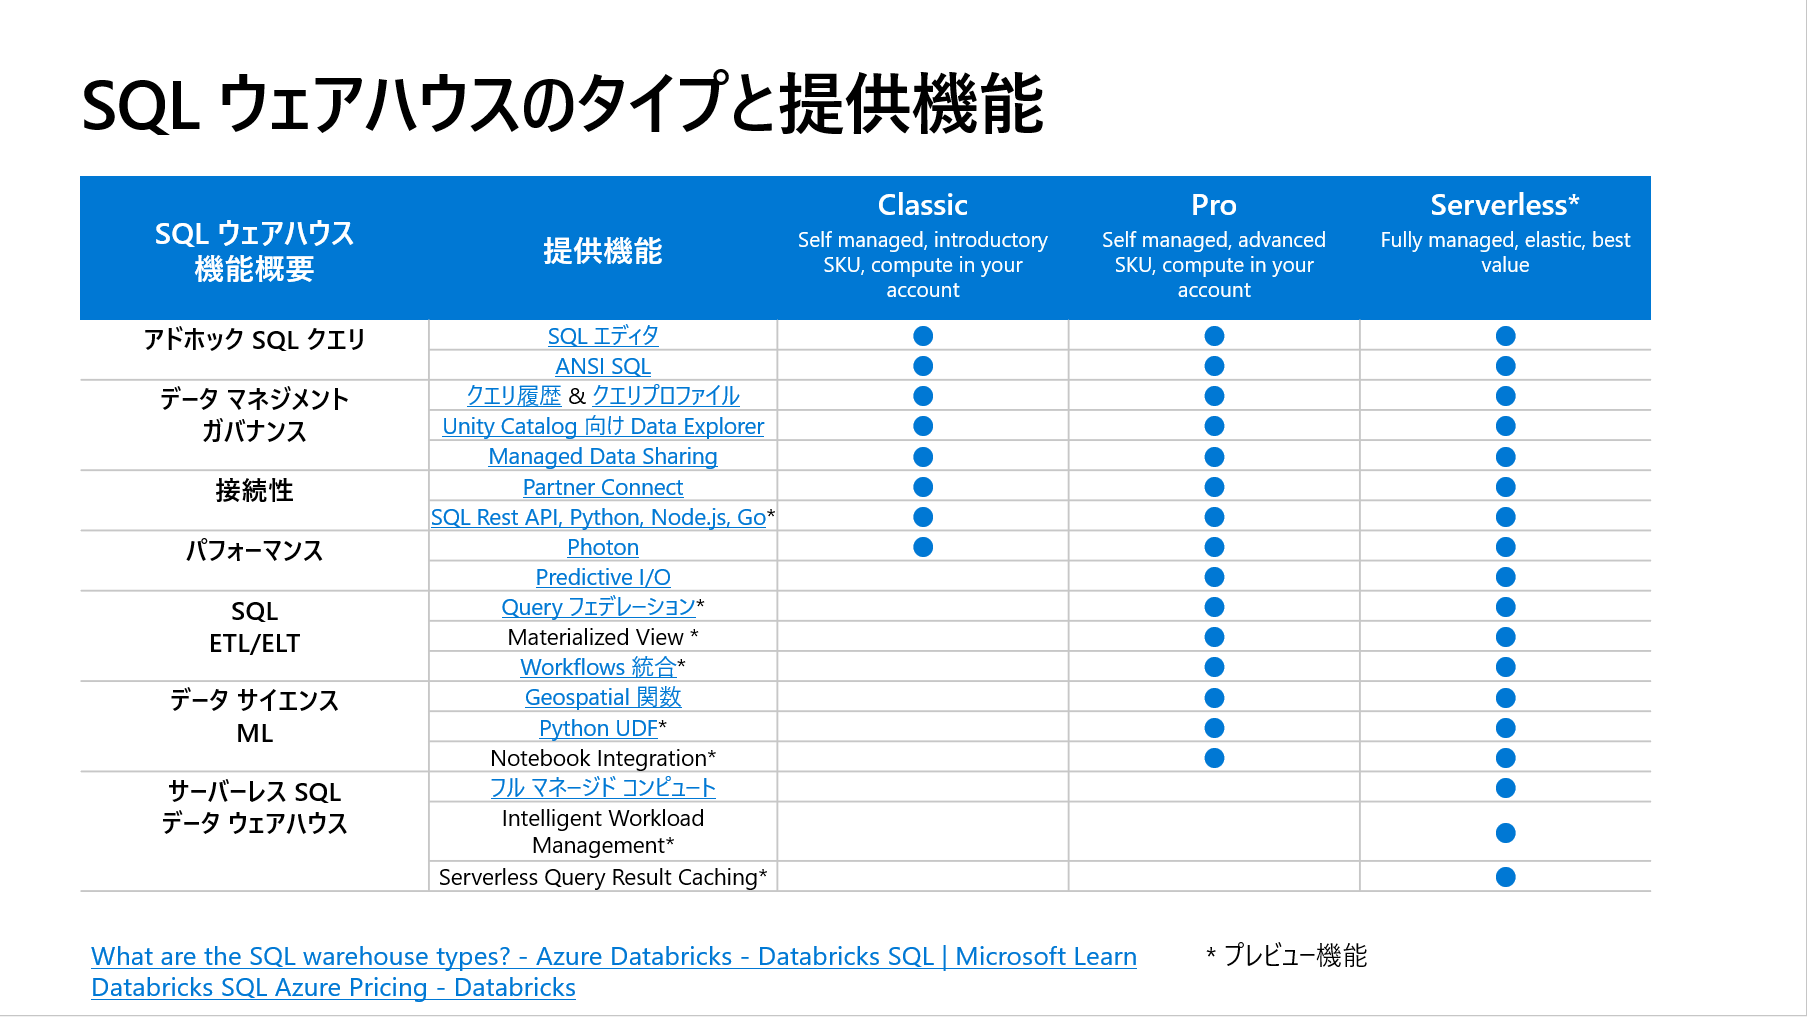 SQL ウェアハウスのタイプと提供機能
SQL ウェアハウス
機能概要
提供機能
Classic
Self managed, introductory
SKU, compute in your
account
Pro
Self managed, advanced
SKU, compute in your
account
Serverless*
Fully managed, elastic, best
value
アドホック SQL クエリ
SQL エディタ
ANSI SQL
データ マネジメント
ガバナンス
クエリ履歴 & クエリプロファイル
Unity Catalog 向け Data Explorer
Managed Data Sharing
接続性
Partner Connect
SQL Rest API, Python, Node.js, Go*
パフォーマンス
Photon
Predictive I/O
SQL
ETL/ELT
Query フェデレーション*
Materialized View *
Workflows 統合*
データ サイエンス
ML
Geospatial 関数
Python UDF*
Notebook Integration*
サーバーレス SQL
データ ウェアハウス
フル マネージド コンピュート
Intelligent Workload
Management*
Serverless Query Result Caching*
What are the SQL warehouse types? - Azure Databricks - Databricks SQL | Microsoft Learn
Databricks SQL Azure Pricing - Databricks
* プレビュー機能